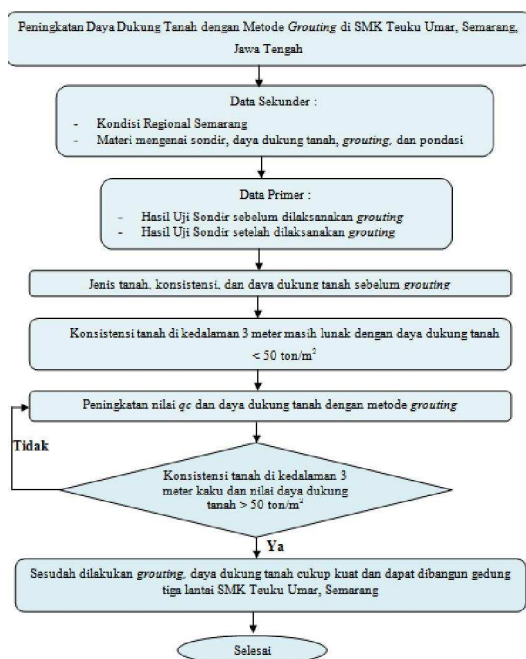 Peningkatan Daya Dukung Tanah dengan Metode Grouting di SMK Teuku Umar, Semarang,
Jawa Tengah
Data Sekunder :
- Kondisi Regional Semarang
- Materi mengenai sondir, daya dukung tanah, grouting, dan pondasi
Data Primer :
- Hasil Uji Sondir sebelum dilaksanakan grouting
- Hasil Uji Sondir setelah dilaksanakan grouting
Jenis tanah, konsistensi, dan daya dukung tanah sebelum grouting
Konsistensi tanah di kedalaman 3 meter masih lunak dengan daya dukung tanah
< 50 ton/m²
Peningkatan nilai qc dan daya dukung tanah dengan metode grouting
Tidak
Konsistensi tanah di kedalaman 3
meter kaku dan nilai daya dukung
tanah > 50 ton/m²
Ya
Sesudah dilakukan grouting, daya dukung tanah cukup kuat dan dapat dibangun gedung
tiga lantai SMK Teuku Umar, Semarang
Selesai